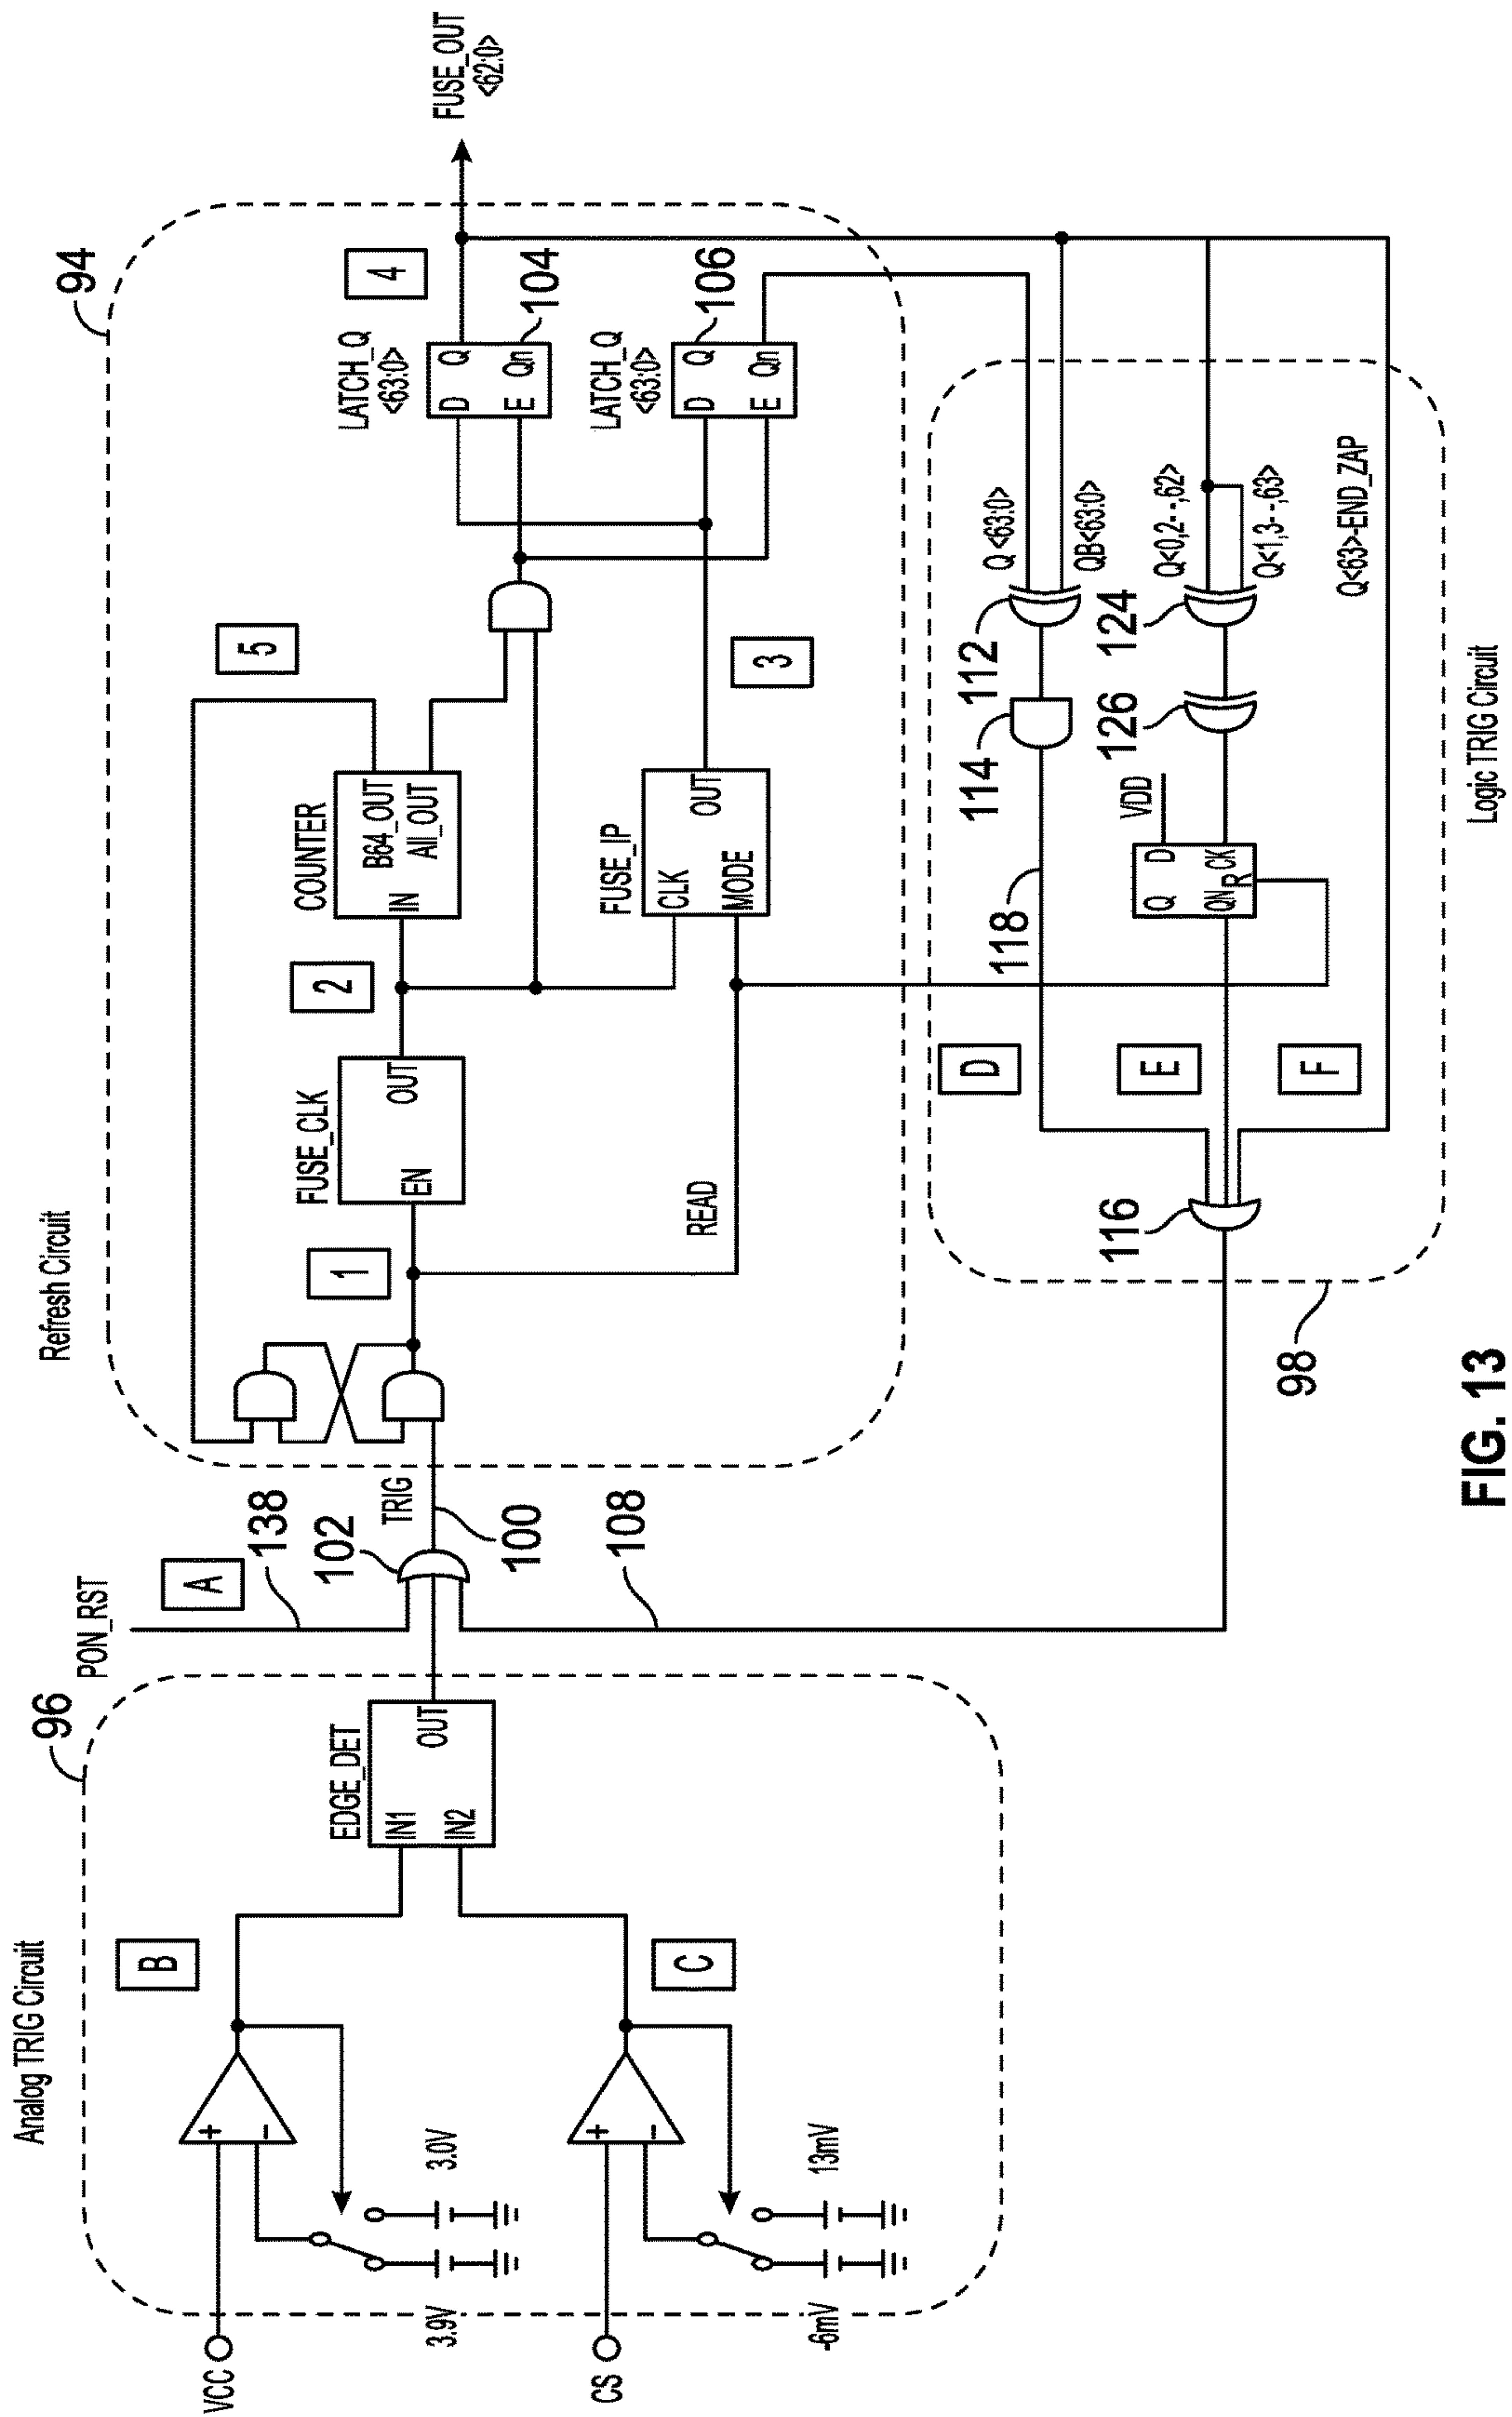 Analog TRIG Circuit
96
VCC
CS
+
-
B
3.9V
3.0V
+
-
C
-6mV
13mV
EDGE_DET
IN1
IN2
OUT
PON_RST
A
138
102
TRIG
100
108
Refresh Circuit
94
1
READ
FUSE_CLK
EN
OUT
2
COUNTER
IN
B64_OUT
All_OUT
5
FUSE_IP
CLK
MODE
OUT
3
LATCH_Q
<63:0>
D
Q
E
Qn
104
4
LATCH_Q
<63:0>
D
Q
E
Qn
106
FUSE_OUT
<62:0>
Logic TRIG Circuit
98
116
D
E
F
118
114
112
Q<63:0>
QB<63:0>
Q
D
QN
R
CK
VDD
126
124
Q<0,2--,62>
Q<1,3--,63>
Q<63>-END_ZAP
FIG. 13